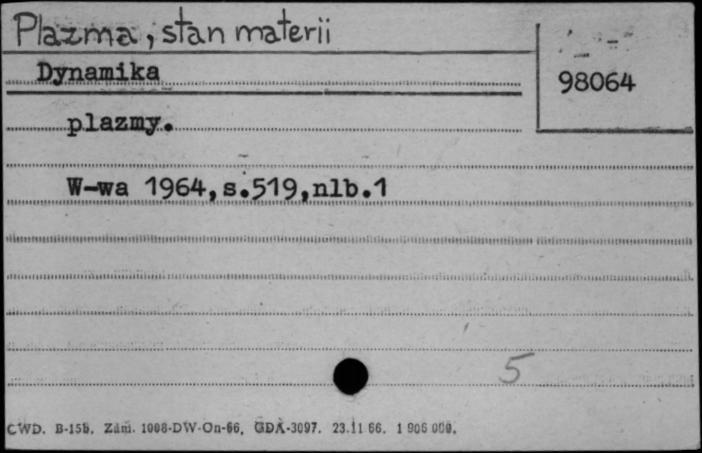 Plazma, stan materii
Dynamika
98064
plazmy.
W-wa 1964,s.519,nlb.1
5
CWD. B-155. Zam. 1008-DW-On-66. GDA-3097. 23.11 66. 1 906 000.